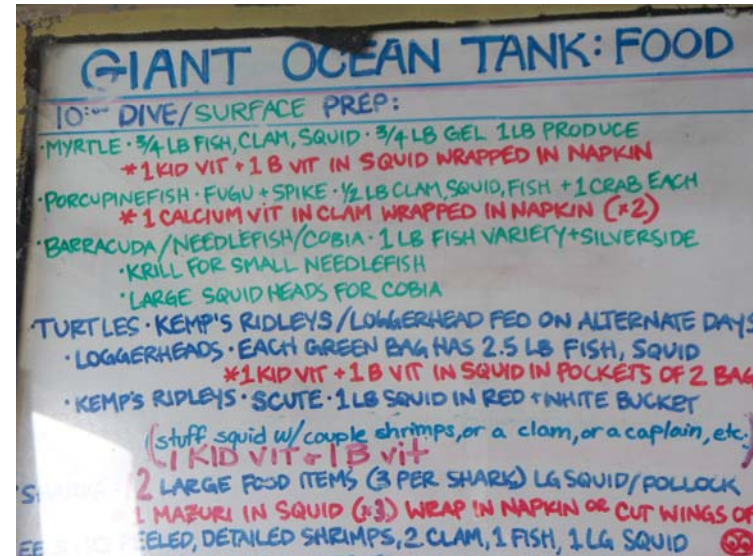 GIANT OCEAN TANK: FOOD
10:00 DIVE/SURFACE PREP:
·MYRTLE · 3/4 LB FISH, CLAM, SQUID · 3/4 LB GEL 1LB PRODUCE
* 1 KID VIT + 1 B VIT IN SQUID WRAPPED IN NAPKIN
·PORCUPINEFISH · FUGU + SPIKE · 1/2 LB CLAM, SQUID, FISH + 1 CRAB EACH
* 1 CALCIUM VIT IN CLAM WRAPPED IN NAPKIN (x2)
·BARRACUDA/NEEDLEFISH/COBIA · 1 LB FISH VARIETY + SILVERSIDE
·KRILL FOR SMALL NEEDLEFISH
·LARGE SQUID HEADS FOR COBIA
·TURTLES · KEMP'S RIDLEYS/LOGGERHEAD FED ON ALTERNATE DAYS
·LOGGERHEADS · EACH GREEN BAG HAS 2.5 LB FISH, SQUID
*1 KID VIT + 1 B VIT IN SQUID IN POCKETS OF 2 BAG
·KEMP'S RIDLEYS · SCUTE · 1 LB SQUID IN RED + WHITE BUCKET
(stuff squid w/ couple shrimps, or a clam, or a caplain, etc.)
1 KID VIT + 1 B vit
12 LARGE FOOD ITEMS (3 PER SHARK) LG SQUID/POLLOCK
1 MAZURI IN SQUID (x3) WRAP IN NAPKIN OR CUT WINGS OF
PEELED, DETAILED SHRIMPS, 2 CLAM, 1 FISH, 1 LG SQUID